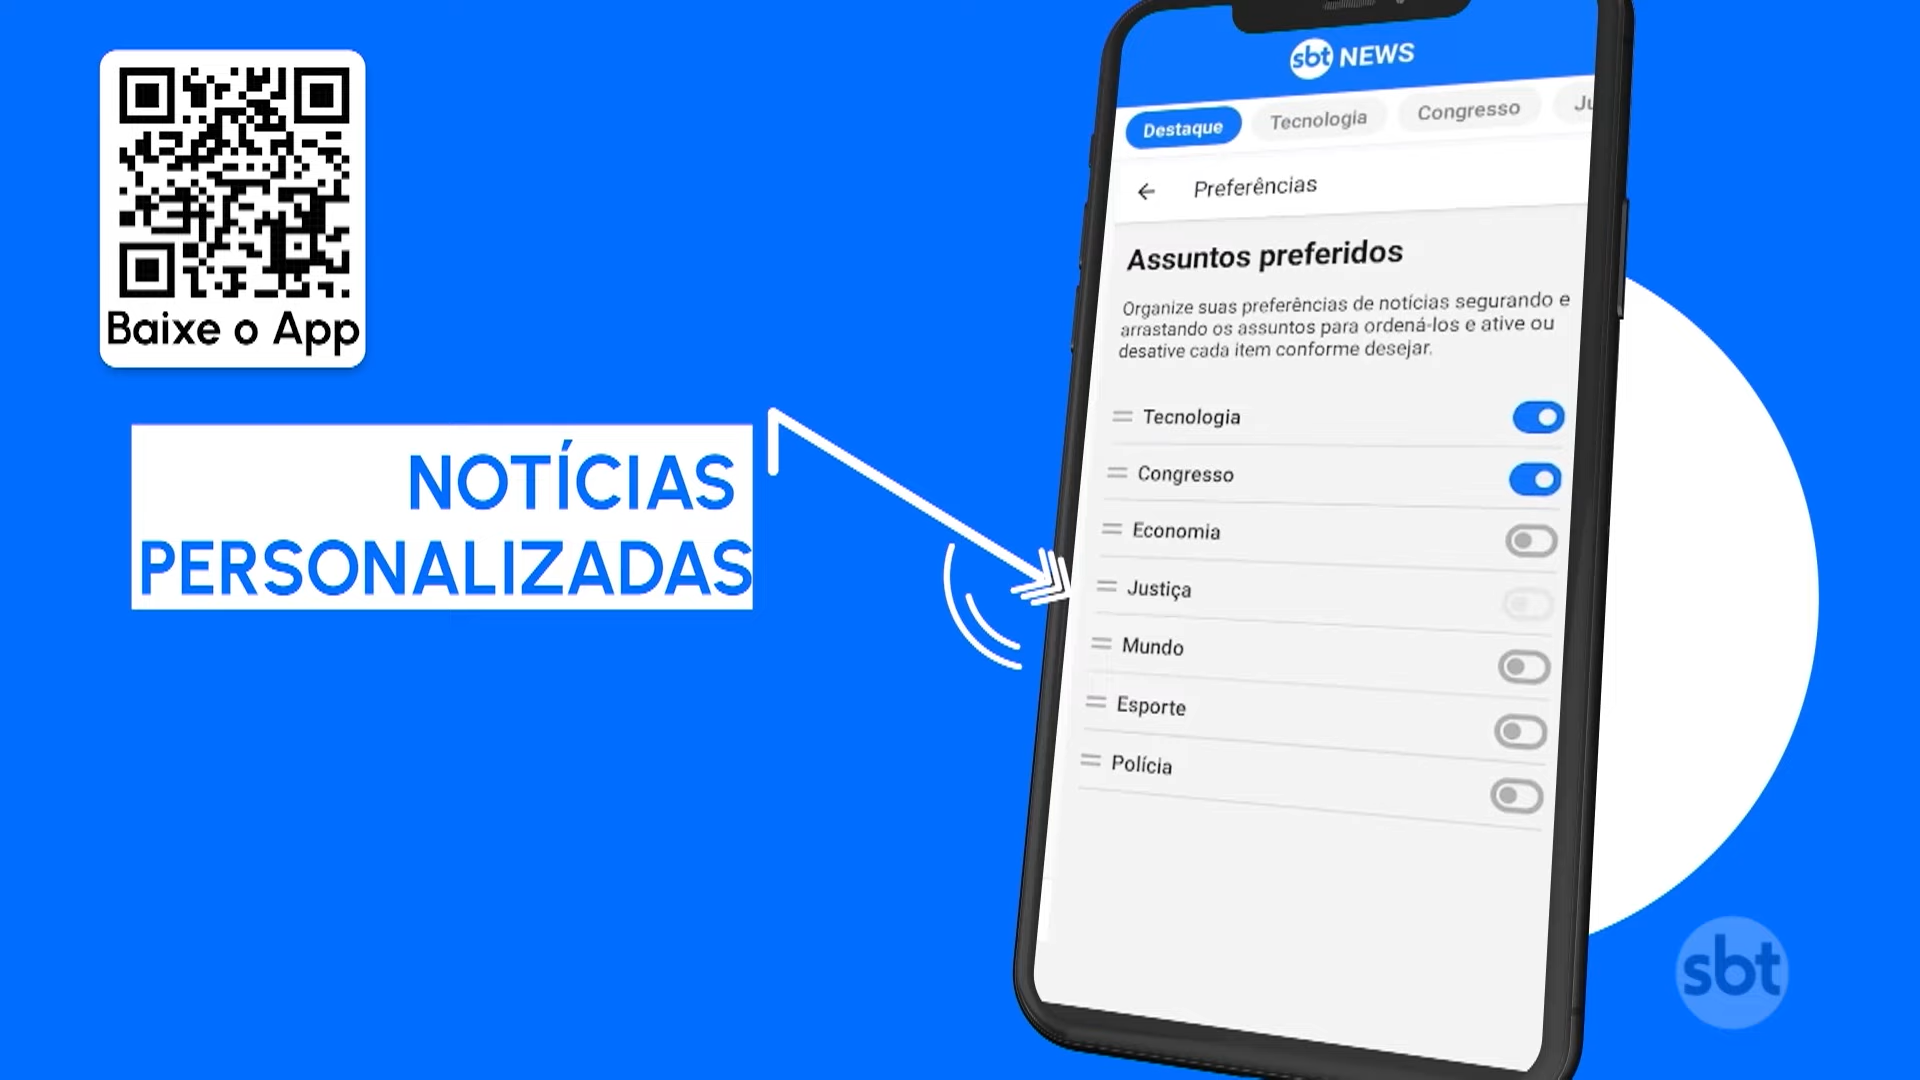 Baixe o App
NOTÍCIAS
PERSONALIZADAS
sbt NEWS
Destaque Tecnologia Congresso Ju
Preferências
Assuntos preferidos
Organize suas preferências de notícias segurando e
arrastando os assuntos para ordená-los e ative ou
desative cada item conforme desejar.
Tecnologia
Congresso
Economia
Justiça
Mundo
Esporte
Polícia
sbt